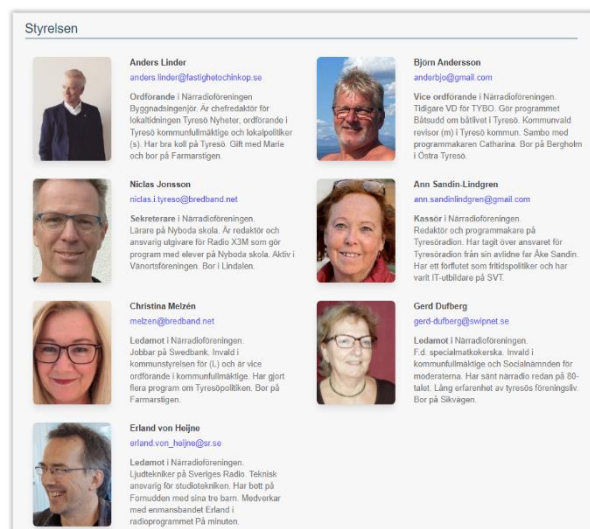 Styrelsen
Anders Linder
anders.linder@fastighetochinkop.se
Ordförande i Närradioföreningen
Byggnadsingenjör. Är chefredaktör för
lokaltidningen Tyresö Nyheter, ordförande i
Tyresö kommunfullmäktige och lokalpolitiker
(s). Har bra koll på Tyresö. Gift med Marie
och bor på Farmarstigen.
Björn Andersson
anderbjo@gmail.com
Vice ordförande i Närradioföreningen.
Tidigare VD för TYBO. Gör programmet
Båtsudd om båtlivet i Tyresö. Kommunvald
revisor (m) i Tyresö kommun. Sambo med
programmakaren Catharina. Bor på Bergholm
i Östra Tyresö.
Niclas Jonsson
niclas.i.tyreso@bredband.net
Sekreterare i Närradioföreningen.
Lärare på Nyboda skola. Är redaktör och
ansvarig utgivare för Radio X3M som gör
program med elever på Nyboda skola. Aktiv i
Vänortsföreningen. Bor i Lindalen.
Ann Sandin-Lindgren
ann.sandinlindgren@gmail.com
Kassör i Närradioföreningen.
Redaktör och programmakare på
Tyresöradion. Har tagit över ansvaret för
Tyresöradion från sin avlidne far Åke Sandin.
Har ett förflutet som fritidspolitiker och har
varit IT-utbildare på SVT.
Christina Melzén
melzen@bredband.net
Ledamot i Närradioföreningen.
Jobbar på Swedbank. Invald i
kommunstyrelsen för (L) och är vice
ordförande i kommunfullmäktige. Har gjort
flera program om Tyresöpolitiken. Bor på
Farmarstigen.
Gerd Dufberg
gerd-dufberg@swipnet.se
Ledamot i Närradioföreningen.
F.d. specialmatkokerska. Invald i
kommunfullmäktige och Socialnämnden för
moderaterna. Har sänt närradio redan på 80-
talet. Lång erfarenhet av tyresös föreningsliv.
Bor på Sikvägen.
Erland von Heijne
erland.von_heijne@sr.se
Ledamot i Närradioföreningen.
Ljudtekniker på Sveriges Radio. Teknisk
ansvarig för studiotekniken. Har bott på
Fornudden med sina tre barn. Medverkar
med enmansbandet Erland i
radioprogrammet På minuten.